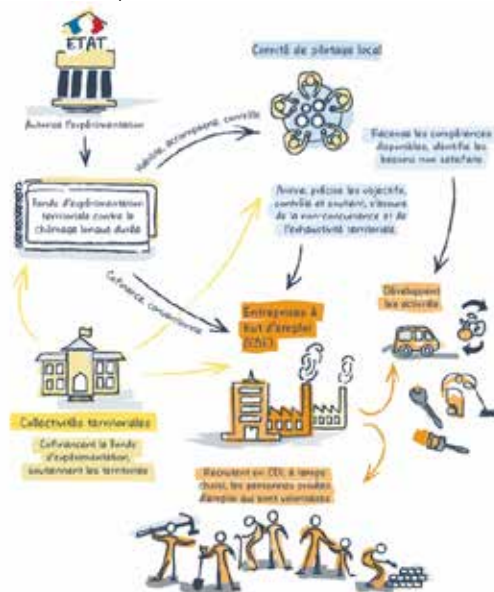 ETAT
Autorise l'expérimentation
Comité de pilotage local
Habilite, accompagne, contrôle
Recense les compétences
disponibles, identifie les
besoins non satisfaits
Fonds d'expérimentation
territoriale contre le
chômage longue durée
Anime, précise les objectifs,
contrôle et soutient, s'assure
de la non-concurrence et de
l'exhaustivité territoriale.
Cofinance, conventionne
Entreprises à
but d'emploi
(EBE)
Développent
les activités
Collectivités territoriales
Cofinancent le Fonds
d'expérimentation,
soutiennent les territoires
Recrutent en CDI, à temps
choisi, les personnes privées
d'emploi qui sont volontaires